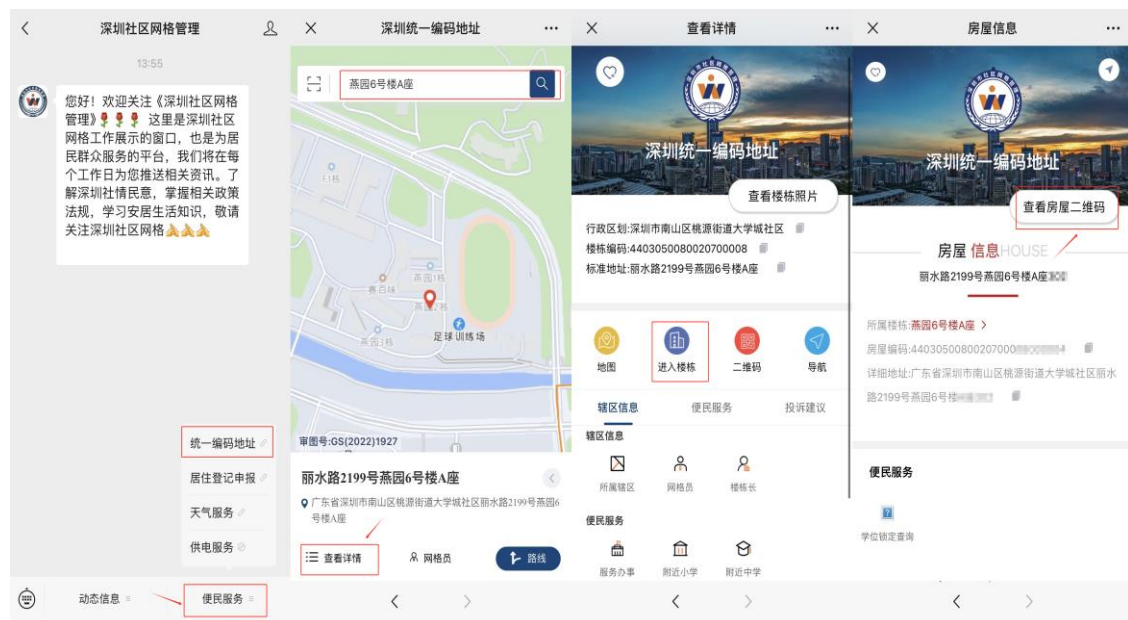 深圳社区网格管理
13:55
您好！欢迎关注《深圳社区网格
管理》🌹🌹🌹 这里是深圳社区
网格工作展示的窗口，也是为居
民群众服务的平台，我们将在每
个工作日为您推送相关资讯。了
解深圳社情民意，掌握相关政策
法规，学习安居生活知识，敬请
关注深圳社区网格🍌🍌🍌
统一编码地址
居住登记申报
天气服务
供电服务
动态信息
便民服务
深圳统一编码地址
燕园6号楼A座
F1栋
燕园1栋
春百味
燕园2栋
足球训练场
燕园3栋
审图号:GS(2022)1927
丽水路2199号燕园6号楼A座
广东省深圳市南山区桃源街道大学城社区丽水路2199号燕园6
号楼A座
查看详情
网格员
路线
查看详情
深圳统一编码地址
查看楼栋照片
行政区划:深圳市南山区桃源街道大学城社区
楼栋编码:4403050080020700008
标准地址:丽水路2199号燕园6号楼A座
地图
进入楼栋
二维码
导航
辖区信息
便民服务
投诉建议
辖区信息
所属辖区
网格员
楼栋长
便民服务
服务办事
附近小学
附近中学
房屋信息
深圳统一编码地址
查看房屋二维码
房屋 信息HOUSE
丽水路2199号燕园6号楼A座
所属楼栋:燕园6号楼A座
房屋编码:44030500800207000
详细地址:广东省深圳市南山区桃源街道大学城社区丽水
路2199号燕园6号楼
便民服务
学位锁定查询